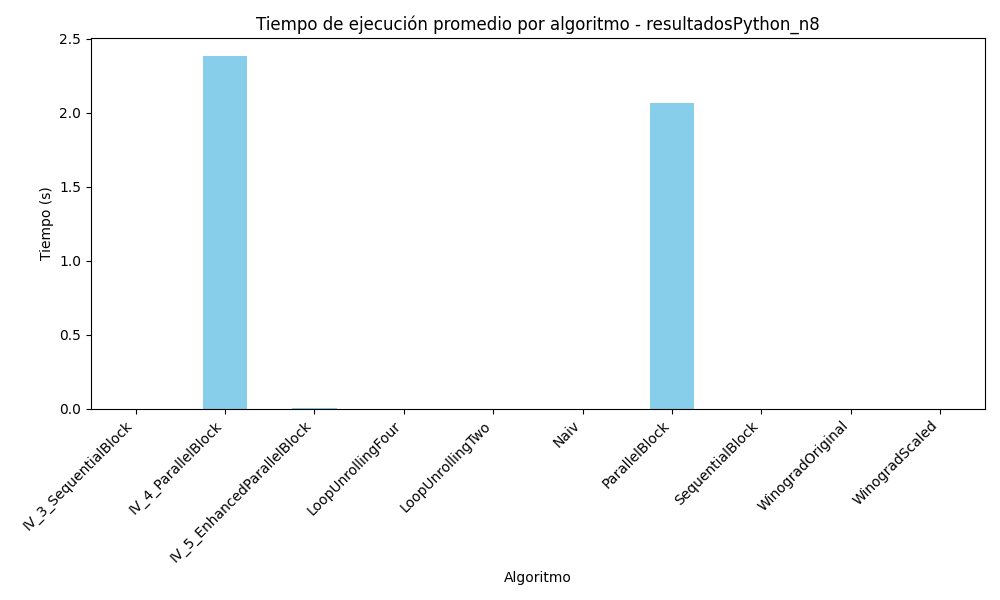 Tiempo de ejecución promedio por algoritmo - resultadosPython_n8
2.5
2.0
1.5
1.0
0.5
0.0
Tiempo (s)
IV_3_SequentialBlock
IV_4_ParallelBlock
IV_5_EnhancedParallelBlock
LoopUnrollingFour
LoopUnrollingTwo
Naiv
ParallelBlock
SequentialBlock
WinogradOriginal
WinogradScaled
Algoritmo